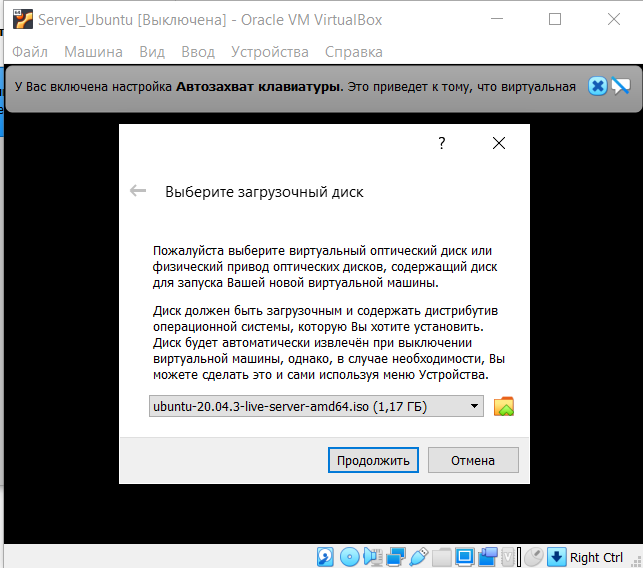 Server_Ubuntu [Выключена] - Oracle VM VirtualBox
Файл Машина Вид Ввод Устройства Справка
У Вас включена настройка Автозахват клавиатуры. Это приведет к тому, что виртуальная
?
Выберите загрузочный диск
Пожалуйста выберите виртуальный оптический диск или
физический привод оптических дисков, содержащий диск
для запуска Вашей новой виртуальной машины.
Диск должен быть загрузочным и содержать дистрибутив
операционной системы, которую Вы хотите установить.
Диск будет автоматически извлечён при выключении
виртуальной машины, однако, в случае необходимости, Вы
можете сделать это и сами используя меню Устройства.
ubuntu-20.04.3-live-server-amd64.iso (1,17 ГБ)
Продолжить Отмена
Right Ctrl